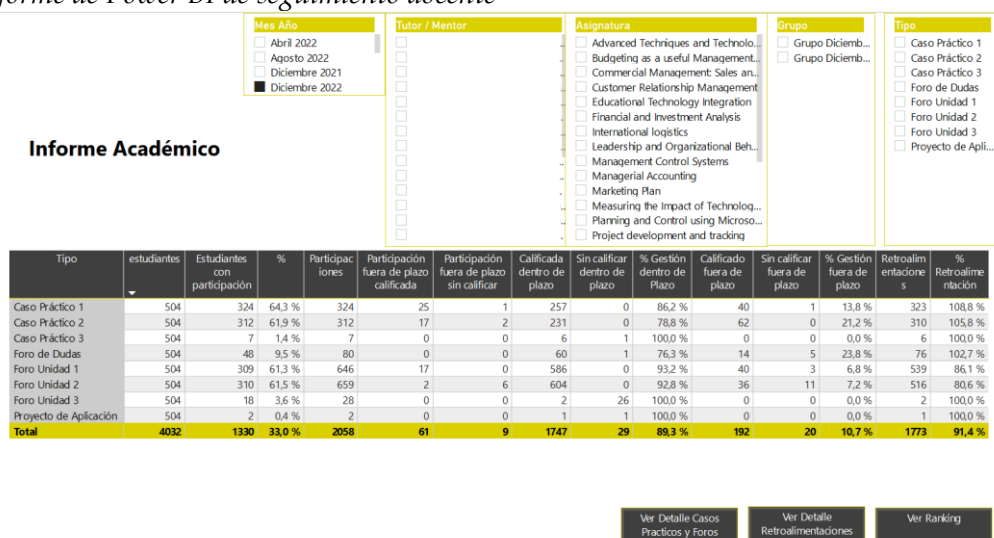 forme de Power BI de seguimiento docente
Mes Año
Abril 2022
Agosto 2022
Diciembre 2021
Diciembre 2022
Tutor / Mentor
Asignatura
Advanced Techniques and Technolo...
Budgeting as a useful Management...
Commercial Management: Sales an...
Customer Relationship Management
Educational Technology Integration
Financial and Investment Analysis
International logistics
Leadership and Organizational Beh...
Management Control Systems
Managerial Accounting
Marketing Plan
Measuring the Impact of Technolog...
Planning and Control using Microso...
Project development and tracking
Grupo
Grupo Diciemb...
Grupo Diciemb...
Tipo
Caso Práctico 1
Caso Práctico 2
Caso Práctico 3
Foro de Dudas
Foro Unidad 1
Foro Unidad 2
Foro Unidad 3
Proyecto de Apli...
Informe Académico
Tipo estudiantes Estudiantes con participación % Participac iones Participación fuera de plazo calificada Participación fuera de plazo sin calificar Calificada dentro de plazo Sin calificar dentro de plazo % Gestión dentro de Plazo Calificado fuera de plazo Sin calificar fuera de plazo % Gestión fuera de plazo Retroalim entacione s % Retroalime ntación
Caso Práctico 1 504 324 64,3 % 324 25 1 257 0 86,2 % 40 1 13,8 % 323 108,8 %
Caso Práctico 2 504 312 61,9 % 312 17 2 231 0 78,8 % 62 0 21,2 % 310 105,8 %
Caso Práctico 3 504 7 1,4 % 7 0 0 6 1 100,0 % 0 0 0,0 % 6 100,0 %
Foro de Dudas 504 48 9,5 % 80 0 0 60 1 76,3 % 14 5 23,8 % 76 102,7 %
Foro Unidad 1 504 309 61,3 % 646 17 0 586 0 93,2 % 40 3 6,8 % 539 86,1 %
Foro Unidad 2 504 310 61,5 % 659 2 6 604 0 92,8 % 36 11 7,2 % 516 80,6 %
Foro Unidad 3 504 18 3,6 % 28 0 0 2 26 100,0 % 0 0 0,0 % 2 100,0 %
Proyecto de Aplicación 504 2 0,4 % 2 0 0 1 1 100,0 % 0 0 0,0 % 1 100,0 %
Total 4032 1330 33,0 % 2058 61 9 1747 29 89,3 % 192 20 10,7 % 1773 91,4 %
Ver Detalle Casos
Practicos y Foros
Ver Detalle
Retroalimentaciones
Ver Ranking